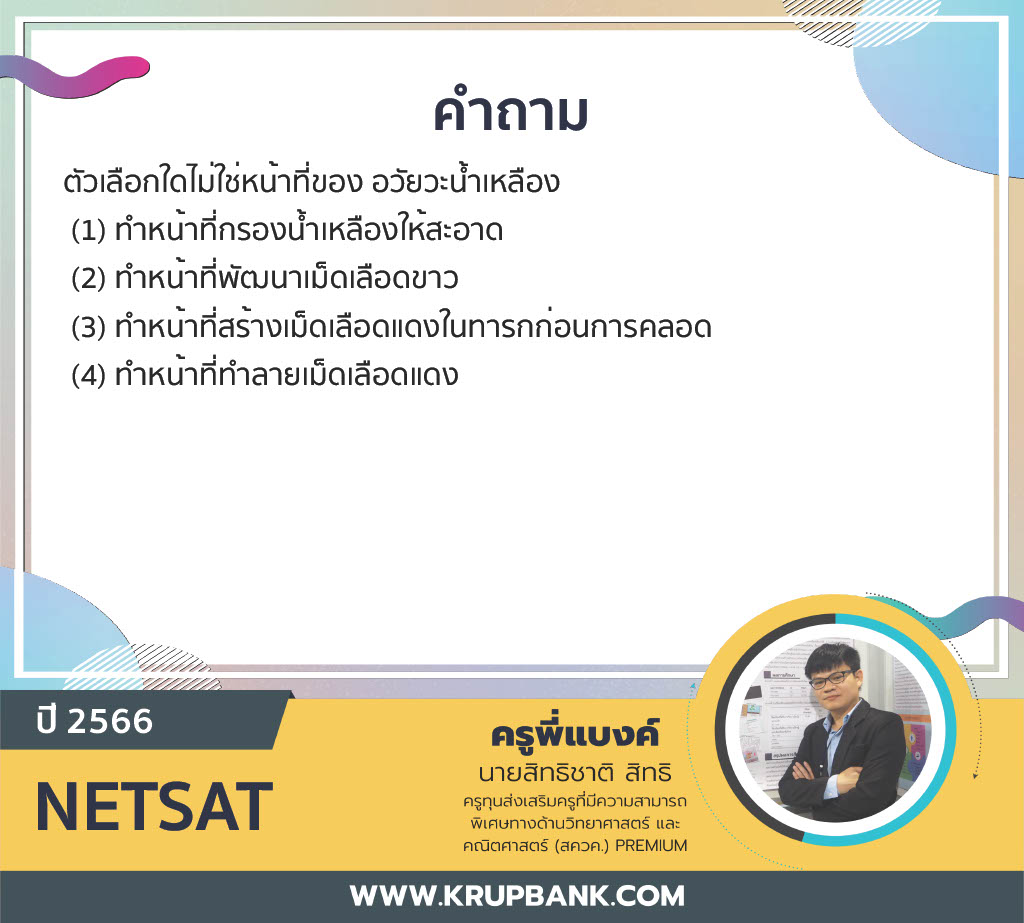 คำถาม
ตัวเลือกใดไม่ใช่หน้าที่ของ อวัยวะน้ำเหลือง
(1) ทำหน้าที่กรองน้ำเหลืองให้สะอาด
(2) ทำหน้าที่พัฒนาเม็ดเลือดขาว
(3) ทำหน้าที่สร้างเม็ดเลือดแดงในทารกก่อนการคลอด
(4) ทำหน้าที่ทำลายเม็ดเลือดแดง
ปี 2566
NETSAT
ครูพี่แบงค์
นายสิทธิชาติ สิทธิ
ครูทุนส่งเสริมครูที่มีความสามารถ
พิเศษทางด้านวิทยาศาสตร์ และ
คณิตศาสตร์ (สควค.) PREMIUM
WWW.KRUPBANK.COM